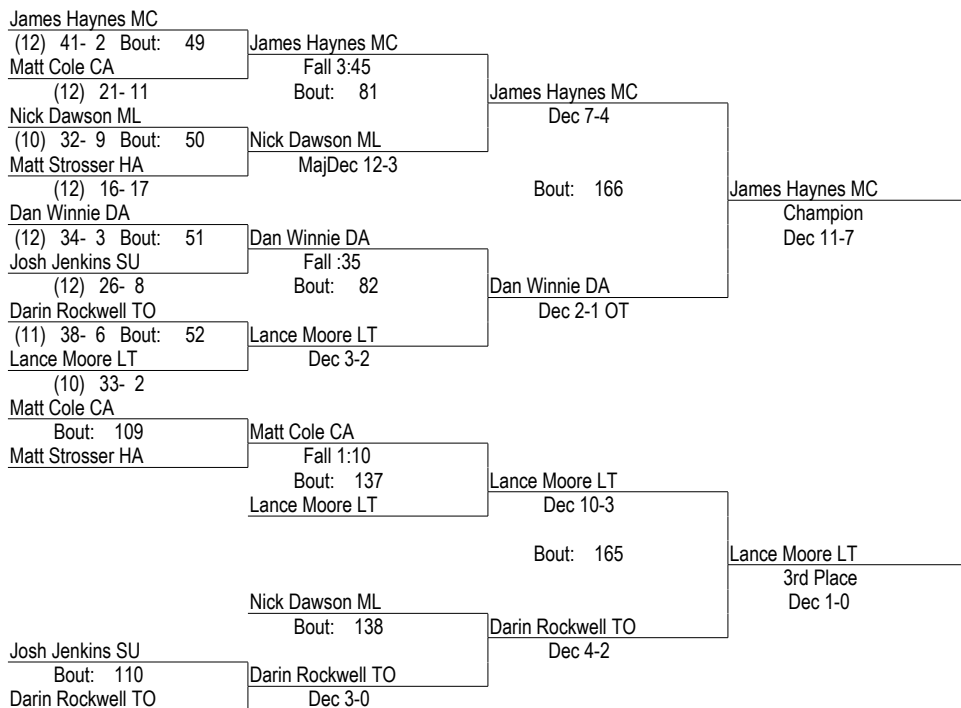 James Haynes MC
(12) 41- 2 Bout: 49 James Haynes MC
Matt Cole CA Fall 3:45
(12) 21- 11 Bout: 81 James Haynes MC
Nick Dawson ML Dec 7-4
(10) 32- 9 Bout: 50 Nick Dawson ML
Matt Strosser HA MajDec 12-3
(12) 16- 17 Bout: 166 James Haynes MC
Dan Winnie DA Champion
(12) 34- 3 Bout: 51 Dan Winnie DA Dec 11-7
Josh Jenkins SU Fall :35
(12) 26- 8 Bout: 82 Dan Winnie DA
Darin Rockwell TO Dec 2-1 OT
(11) 38- 6 Bout: 52 Lance Moore LT
Lance Moore LT Dec 3-2
(10) 33- 2
Matt Cole CA
Bout: 109 Matt Cole CA
Matt Strosser HA Fall 1:10
Bout: 137 Lance Moore LT
Lance Moore LT Dec 10-3
Bout: 165 Lance Moore LT
3rd Place
Nick Dawson ML Dec 1-0
Bout: 138 Darin Rockwell TO
Josh Jenkins SU Dec 4-2
Bout: 110 Darin Rockwell TO
Darin Rockwell TO Dec 3-0